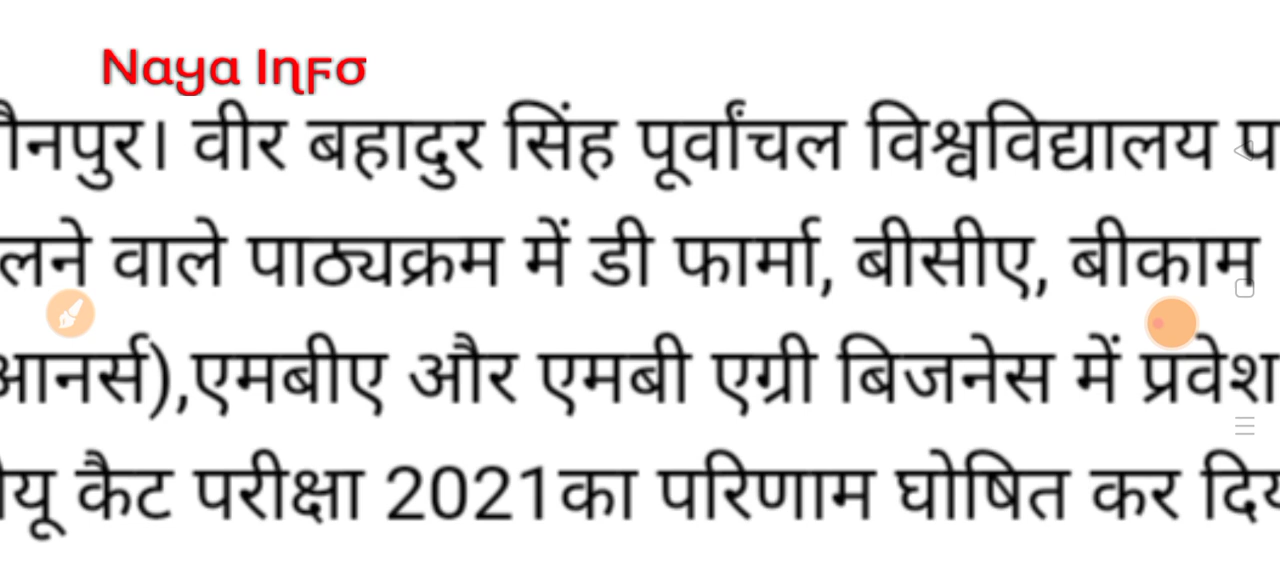 Naya Info
ौनपुर। वीर बहादुर सिंह पूर्वांचल विश्वविद्यालय प
लने वाले पाठ्यक्रम में डी फार्मा, बीसीए, बीकाम
आनर्स),एमबीए और एमबी एग्री बिजनेस में प्रवेश
यू कैट परीक्षा 2021का परिणाम घोषित कर दिय